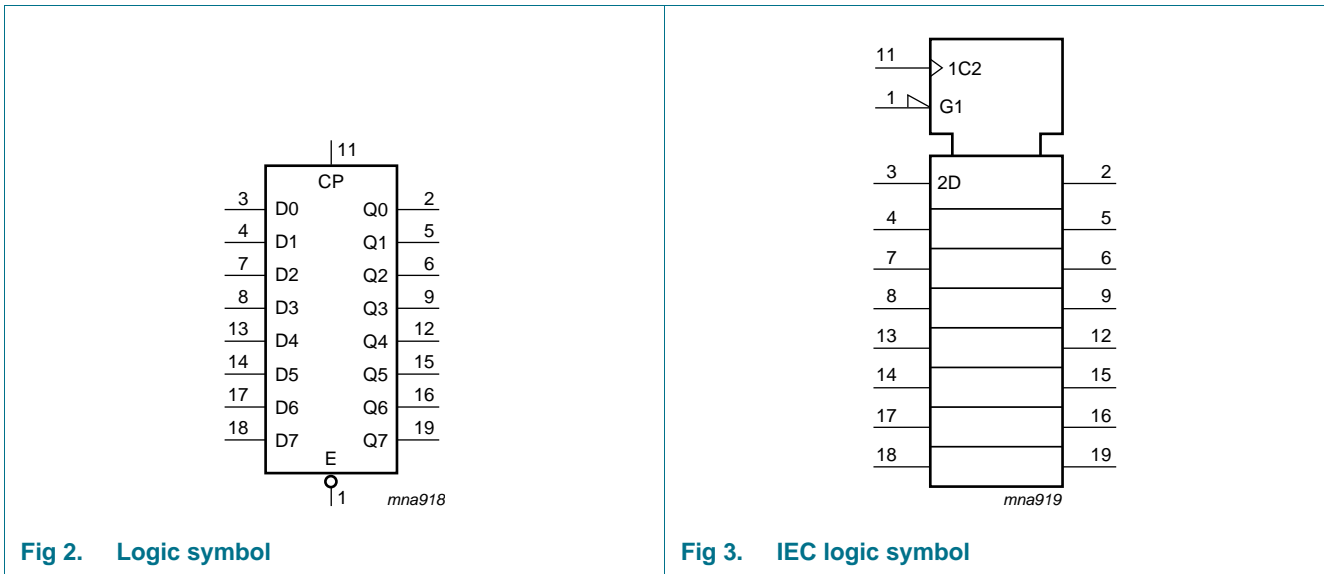 11
CP
3 D0 Q0 2
4 D1 Q1 5
7 D2 Q2 6
8 D3 Q3 9
13 D4 Q4 12
14 D5 Q5 15
17 D6 Q6 16
18 D7 Q7 19
E
1 mna918
Fig 2. Logic symbol
11 1C2
1 G1
3 2D 2
4 5
7 6
8 9
13 12
14 15
17 16
18 19
mna919
Fig 3. IEC logic symbol